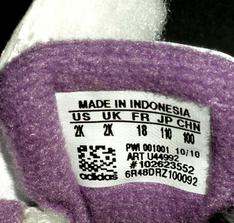 MADE IN INDONESIA
US UK FR JP CHN
2K 2K 18 110 100
PWI 001001 10/10
ART U44992
#102623552
adidas 6R48DRZ100092